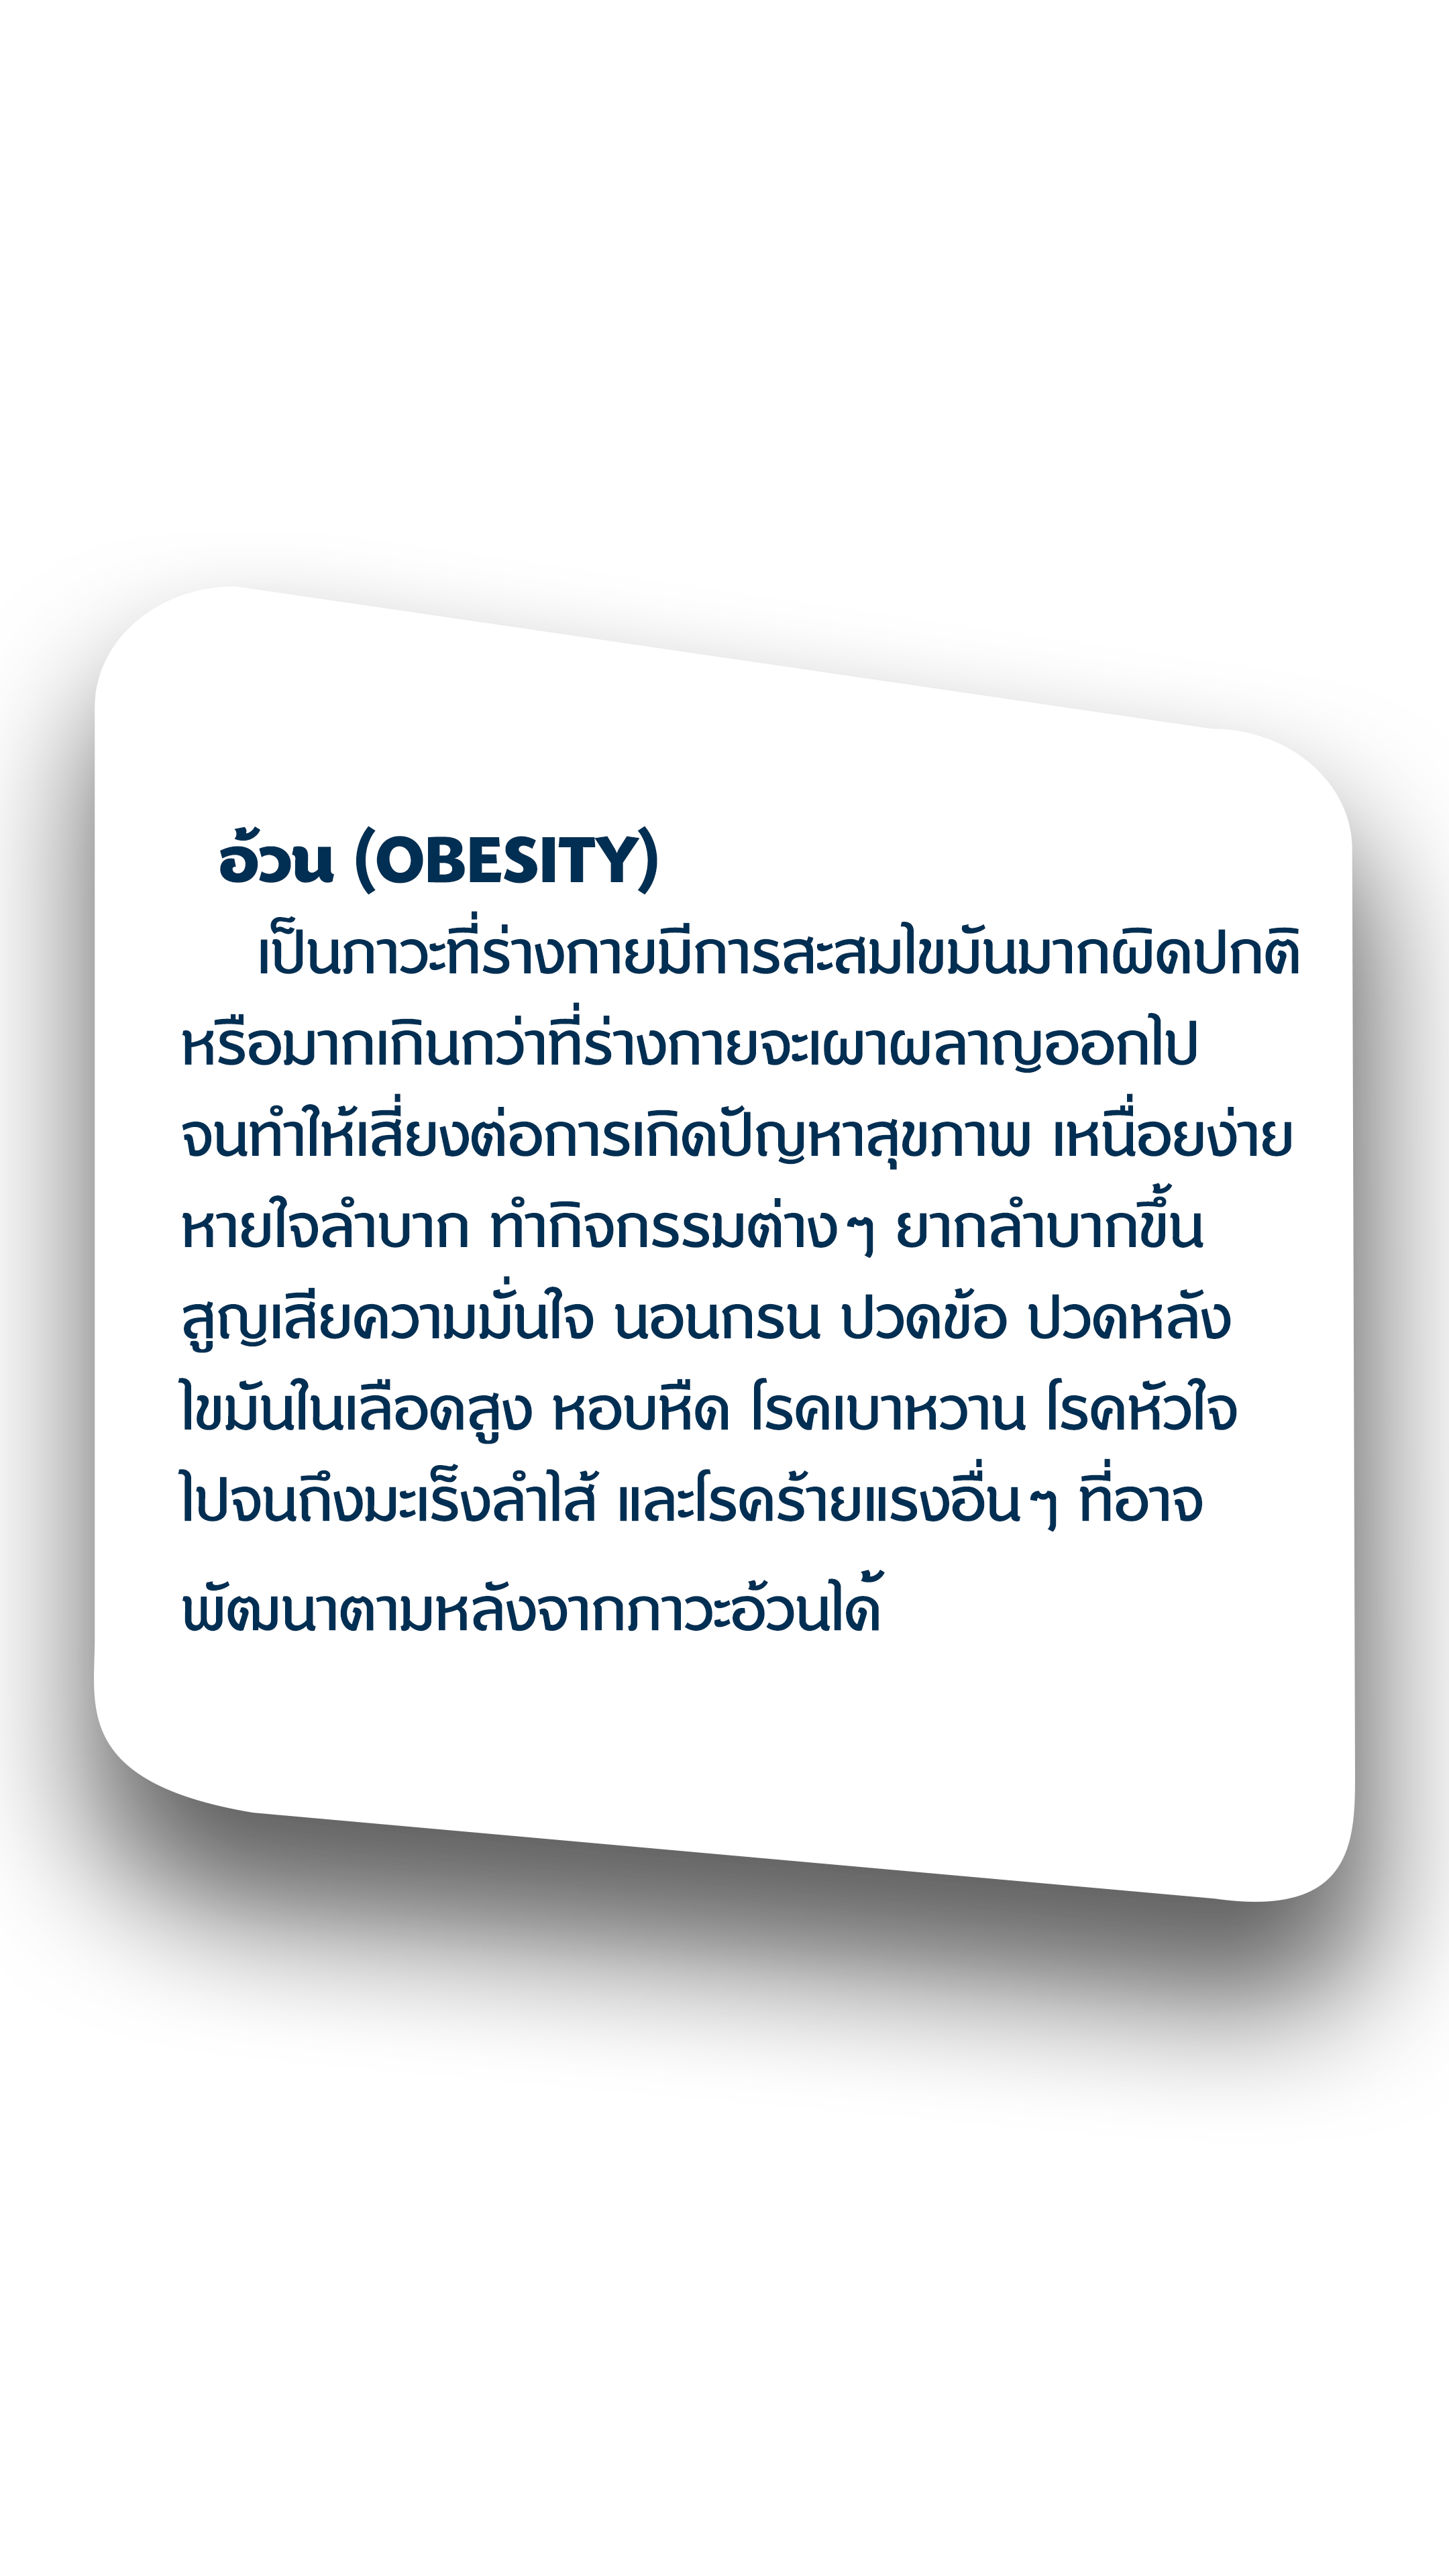 อ้วน (OBESITY)
เป็นภาวะที่ร่างกายมีการสะสมไขมันมากผิดปกติ
หรือมากเกินกว่าที่ร่างกายจะเผาผลาญออกไป
จนทำให้เสี่ยงต่อการเกิดปัญหาสุขภาพ เหนื่อยง่าย
หายใจลำบาก ทำกิจกรรมต่างๆ ยากลำบากขึ้น
สูญเสียความมั่นใจ นอนกรน ปวดข้อ ปวดหลัง
ไขมันในเลือดสูง หอบหืด โรคเบาหวาน โรคหัวใจ
ไปจนถึงมะเร็งลำไส้ และโรคร้ายแรงอื่นๆ ที่อาจ
พัฒนาตามหลังจากภาวะอ้วนได้